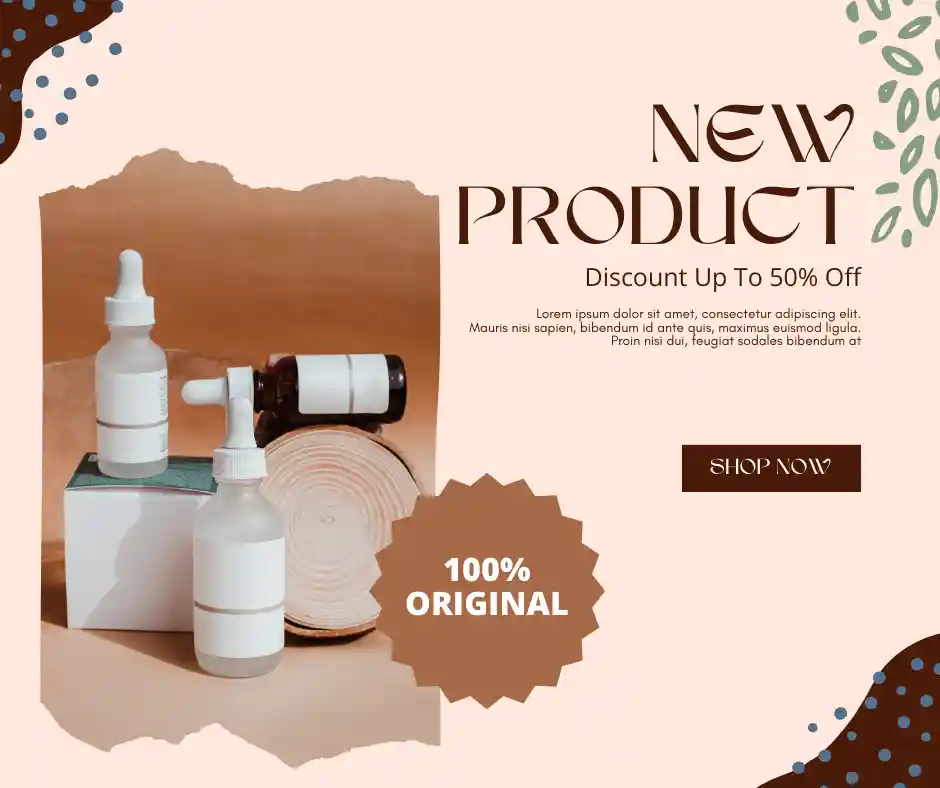 NEW
PRODUCT
Discount Up To 50% Off
Lorem ipsum dolor sit amet, consectetur adipiscing elit.
Mauris nisi sapien, bibendum id ante quis, maximus euismod ligula.
Proin nisi dui, feugiat sodales bibendum at
SHOP NOW
100%
ORIGINAL